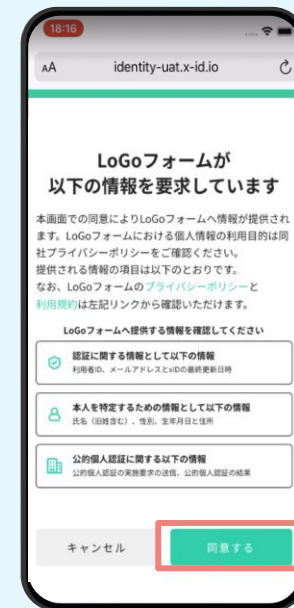 18:16
AA identity-uat.x-id.io
LoGoフォームが
以下の情報を要求しています
本画面での同意によりLoGoフォームへ情報が提供され
ます。LoGoフォームにおける個人情報の利用目的は同
社プライバシーポリシーをご確認ください。
提供される情報の項目は以下のとおりです。
なお、LoGoフォームのプライバシーポリシーと
利用規約は左記リンクから確認いただけます。
LoGoフォームへ提供する情報を確認してください
認証に関する情報として以下の情報
利用者ID、メールアドレスとxIDの最終更新日時
本人を特定するための情報として以下の情報
氏名（旧姓含む）、性別、生年月日と住所
公的個人認証に関する以下の情報
公的個人認証の実施要求の送信、公的個人認証の結果
キャンセル 同意する